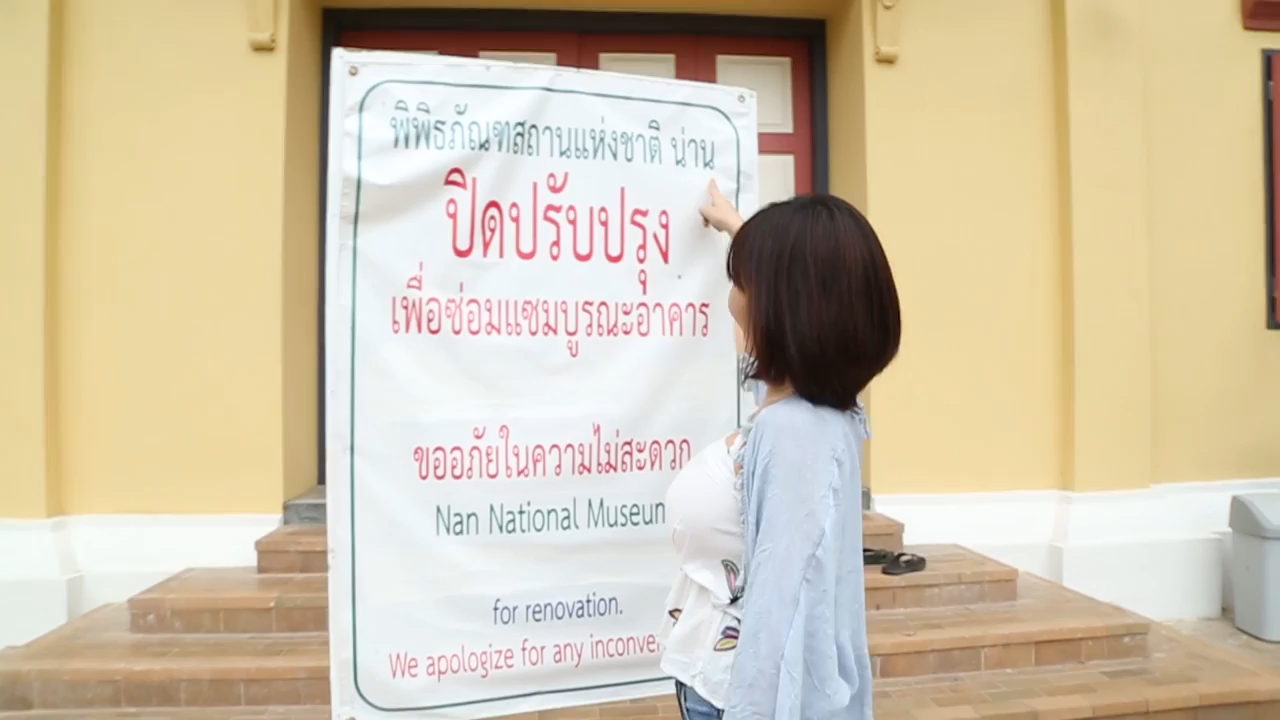 พิพิธภัณฑสถานแห่งชาติ น่าน
ปิดปรับปรุง
เพื่อซ่อมแซมบูรณะอาคาร
ขออภัยในความไม่สะดวก
Nan National Museum
for renovation.
We apologize for any